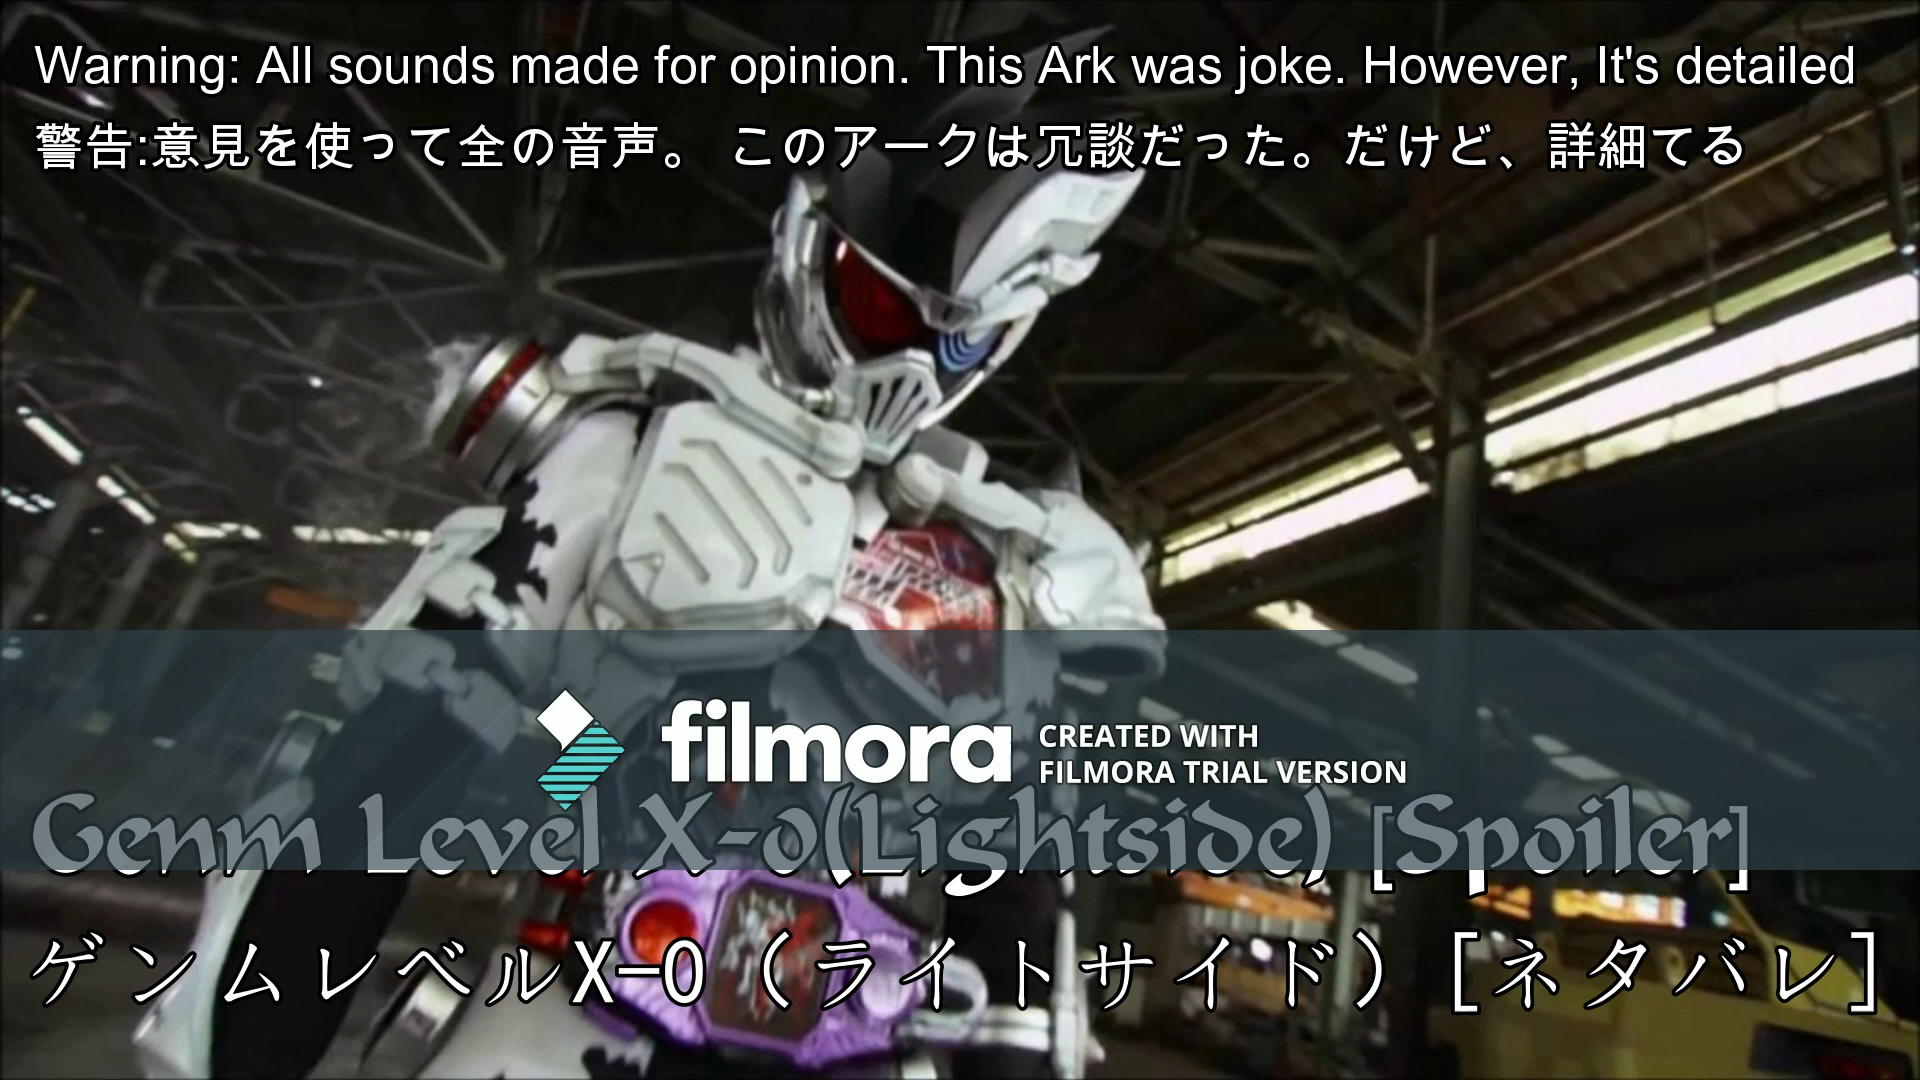 Warning: All sounds made for opinion. This Ark was joke. However, It's detailed
警告:意見を使って全の音声。 このアークは冗談だった。だけど、詳細てる
filmora
CREATED WITH
FILMORA TRIAL VERSION
Genm Level X-0(Lightside) [Spoiler]
ゲンムレベルX-0（ライトサイド）[ネタバレ]